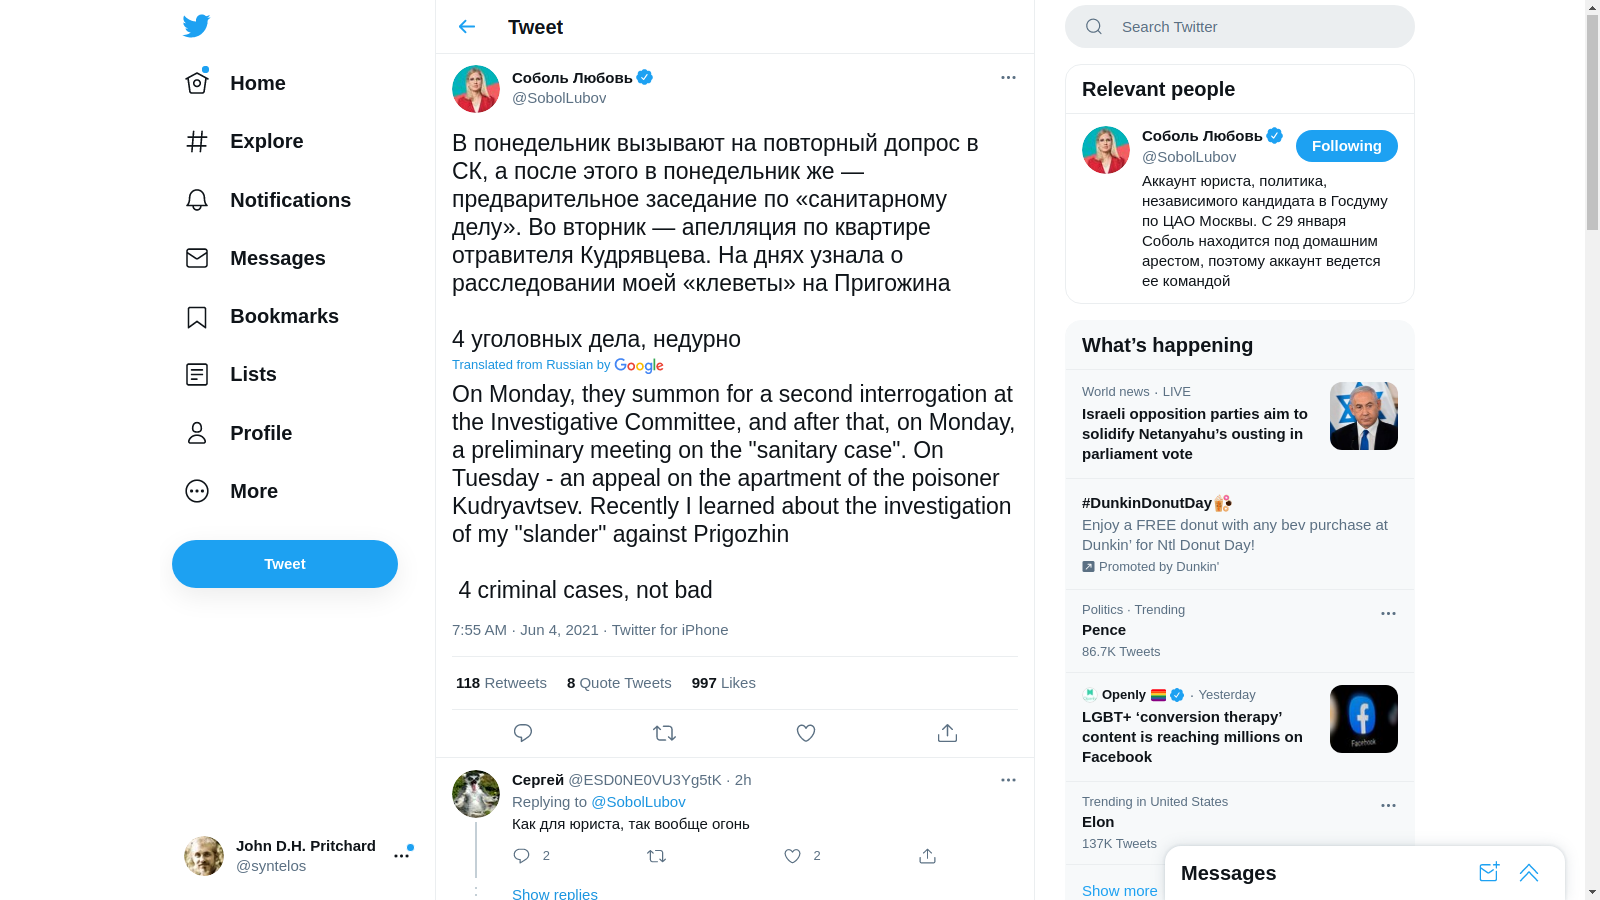 Home
Explore
Notifications
Messages
Bookmarks
Lists
Profile
More
Tweet
John D.H. Pritchard
@syntelos
Tweet
Соболь Любовь
@SobolLubov
В понедельник вызывают на повторный допрос в
СК, а после этого в понедельник же —
предварительное заседание по «санитарному
делу». Во вторник — апелляция по квартире
отравителя Кудрявцева. На днях узнала о
расследовании моей «клеветы» на Пригожина
4 уголовных дела, недурно
Translated from Russian by Google
On Monday, they summon for a second interrogation at
the Investigative Committee, and after that, on Monday,
a preliminary meeting on the "sanitary case". On
Tuesday - an appeal on the apartment of the poisoner
Kudryavtsev. Recently I learned about the investigation
of my "slander" against Prigozhin
4 criminal cases, not bad
7:55 AM · Jun 4, 2021 · Twitter for iPhone
118 Retweets 8 Quote Tweets 997 Likes
Сергей @ESD0NE0VU3Yg5tK · 2h
Replying to @SobolLubov
Как для юриста, так вообще огонь
2 2
Show replies
Search Twitter
Relevant people
Соболь Любовь
@SobolLubov
Following
Аккаунт юриста, политика,
независимого кандидата в Госдуму
по ЦАО Москвы. С 29 января
Соболь находится под домашним
арестом, поэтому аккаунт ведется
ее командой
What’s happening
World news · LIVE
Israeli opposition parties aim to
solidify Netanyahu’s ousting in
parliament vote
#DunkinDonutDay
Enjoy a FREE donut with any bev purchase at
Dunkin’ for Ntl Donut Day!
Promoted by Dunkin'
Politics · Trending
Pence
86.7K Tweets
Openly · Yesterday
LGBT+ ‘conversion therapy’
content is reaching millions on
Facebook
Facebook
Trending in United States
Elon
137K Tweets
Show more
Messages